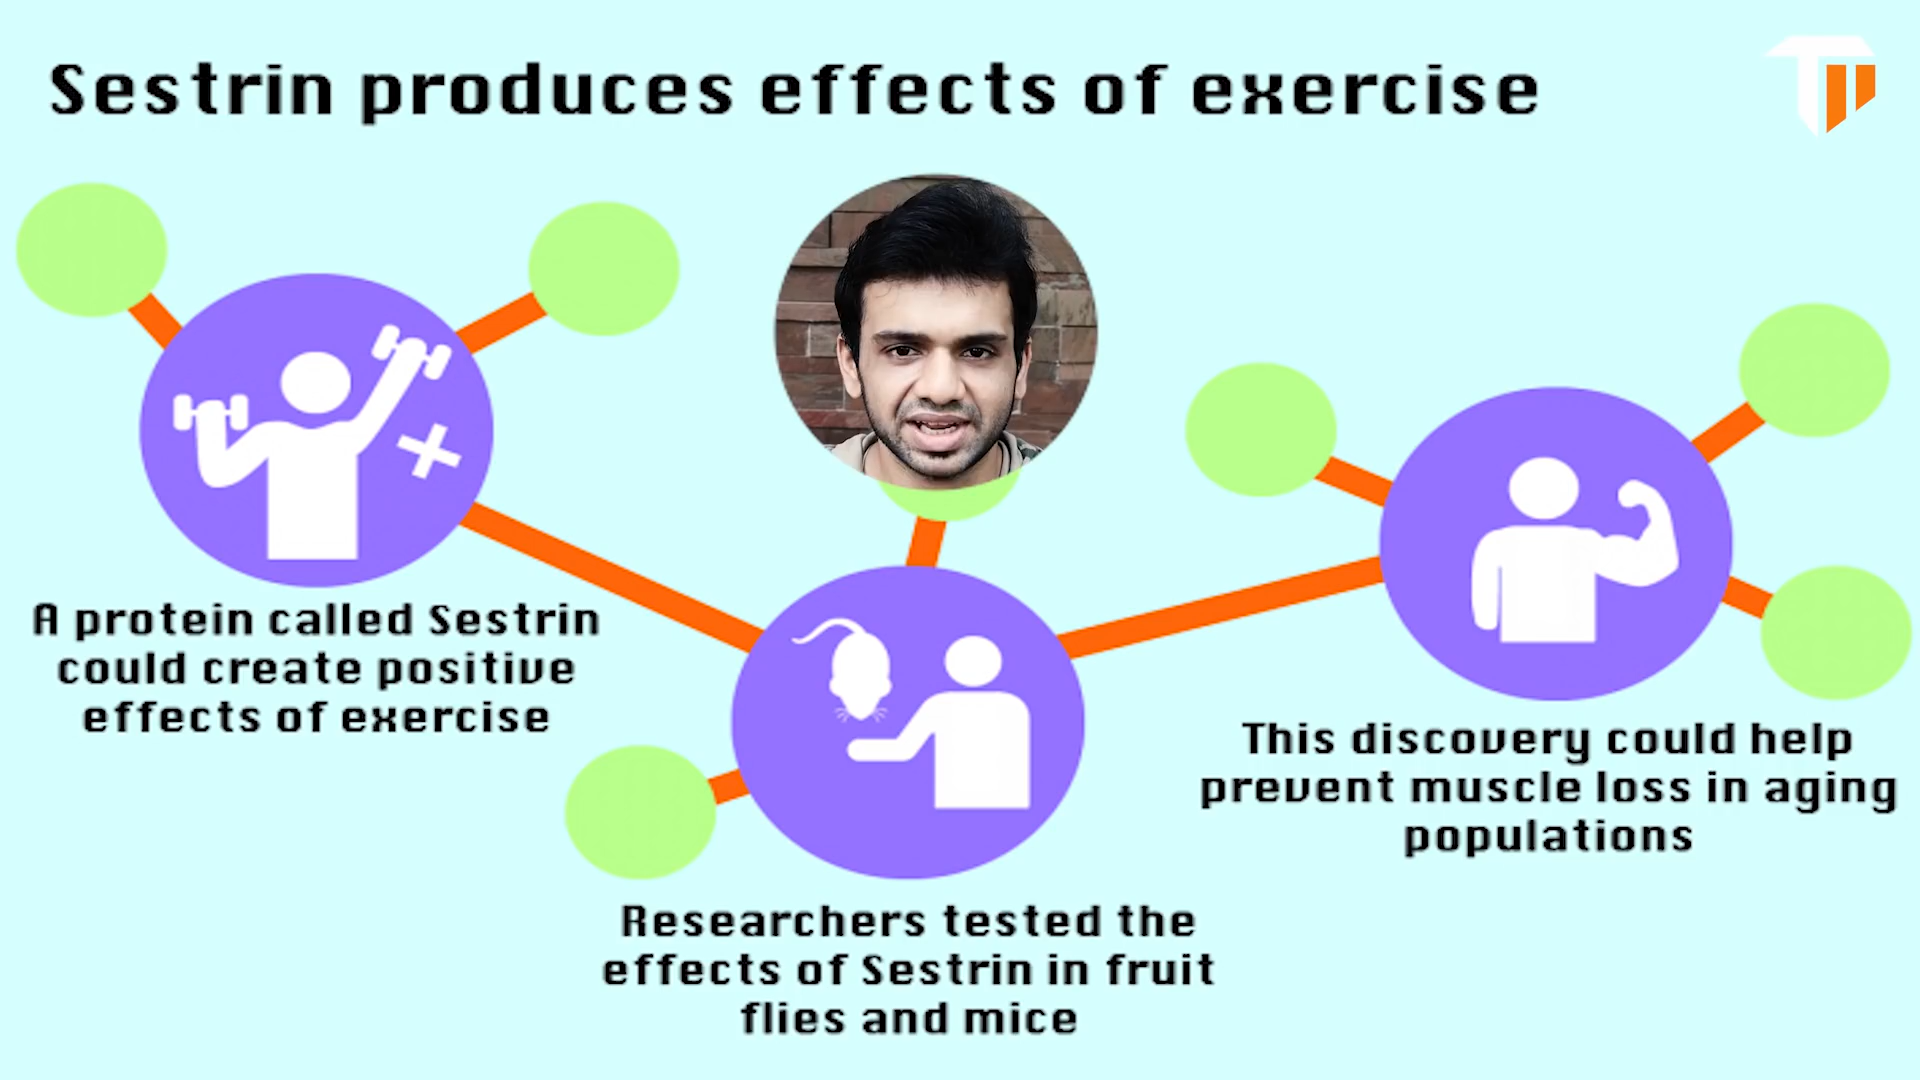 Sestrin produces effects of exercise
A protein called Sestrin
could create positive
effects of exercise
Researchers tested the
effects of Sestrin in fruit
flies and mice
This discovery could help
prevent muscle loss in aging
populations